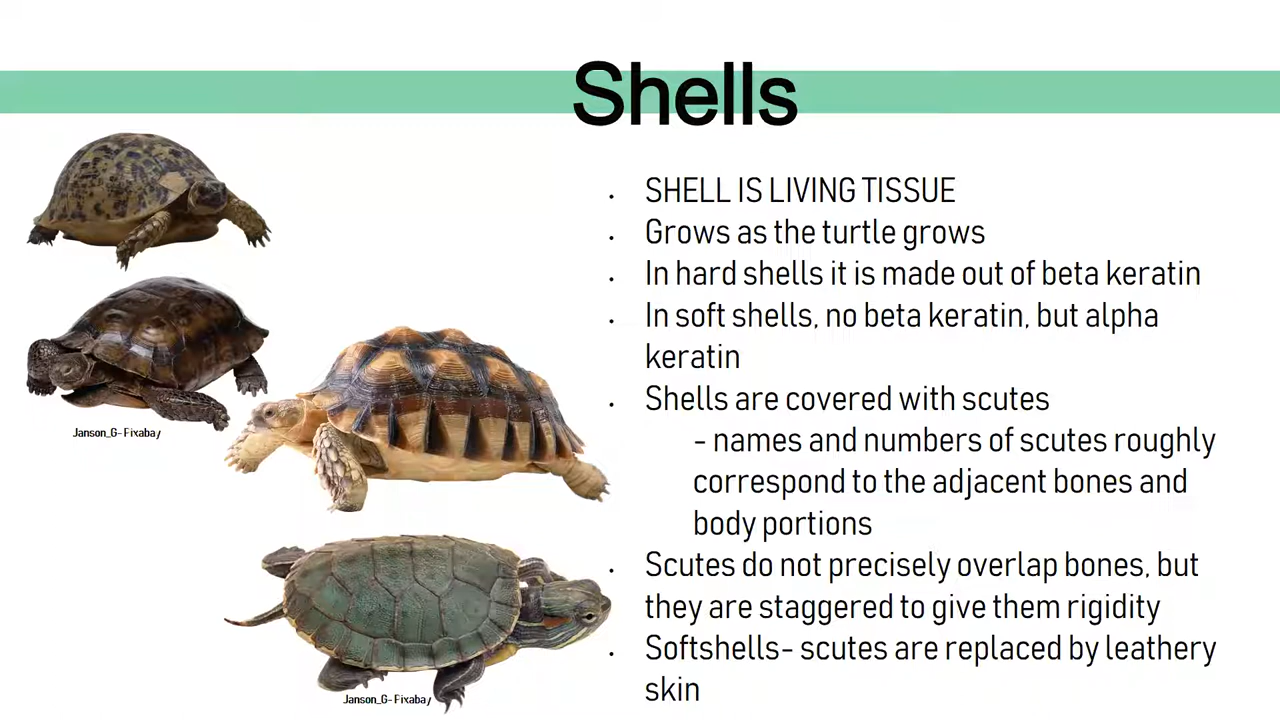 Shells
• SHELL IS LIVING TISSUE
• Grows as the turtle grows
• In hard shells it is made out of beta keratin
• In soft shells, no beta keratin, but alpha
keratin
• Shells are covered with scutes
- names and numbers of scutes roughly
correspond to the adjacent bones and
body portions
• Scutes do not precisely overlap bones, but
they are staggered to give them rigidity
• Softshells- scutes are replaced by leathery
skin
Janson_G- Fixabay
Janson_G- Fixabay